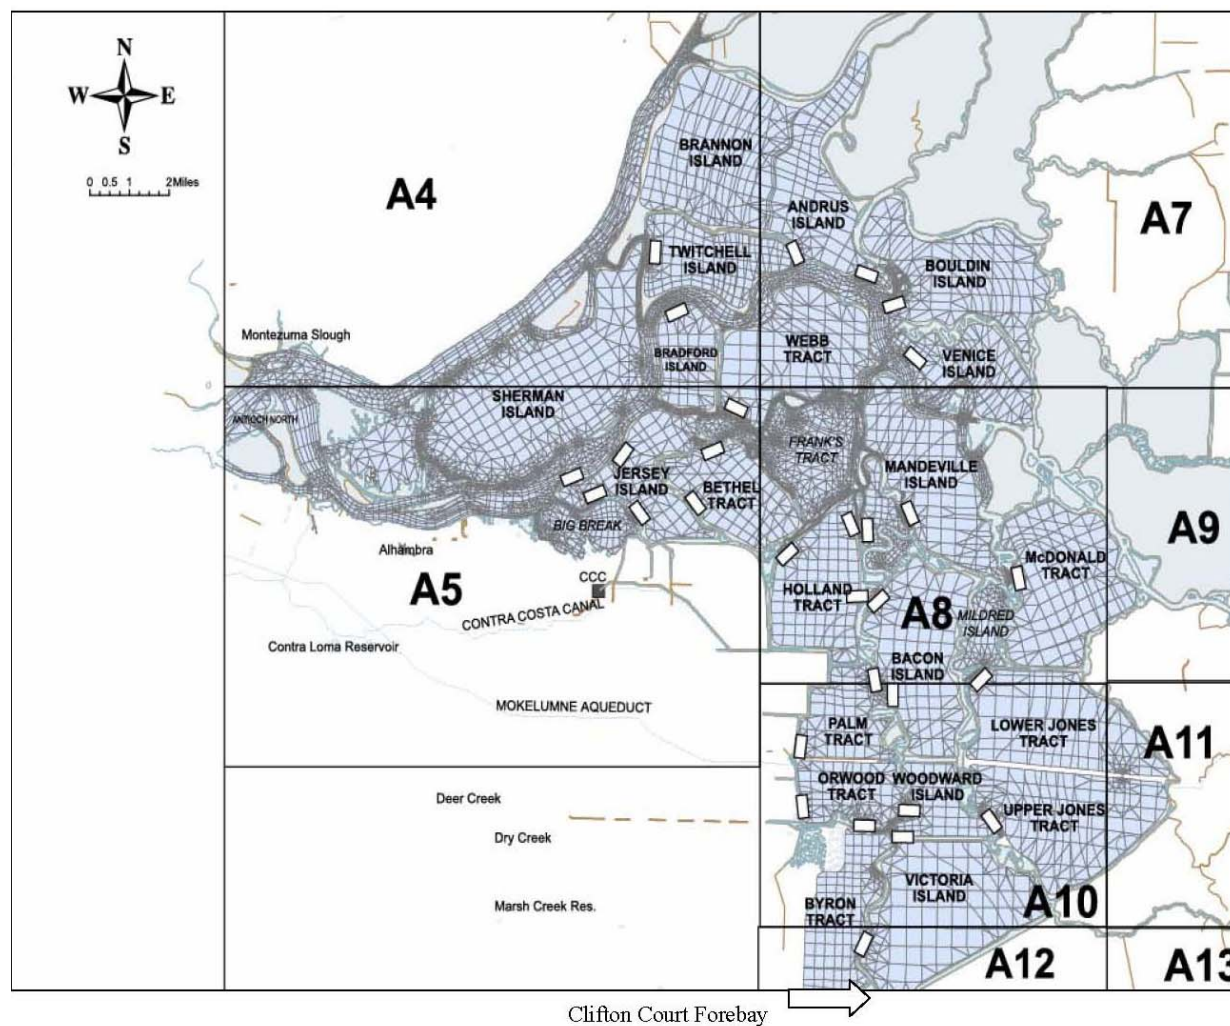 N
W E
S
0 0.5 1 2Miles
A4
A7
BRANNON
ISLAND
ANDRUS
ISLAND
TWITCHELL
ISLAND
BOULDIN
ISLAND
Montezuma Slough
WEBB
TRACT
BRADFORD
ISLAND
VENICE
ISLAND
SHERMAN
ISLAND
ANTIOCH NORTH
FRANK'S
TRACT
MANDEVILLE
ISLAND
JERSEY
ISLAND
BETHEL
TRACT
BIG BREAK
A9
Alhambra
McDONALD
TRACT
A5
CCC
HOLLAND
TRACT
CONTRA COSTA CANAL
A8
MILDRED
ISLAND
Contra Loma Reservoir
BACON
ISLAND
MOKELUMNE AQUEDUCT
PALM
TRACT
LOWER JONES
TRACT
A11
ORWOOD
TRACT
WOODWARD
ISLAND
Deer Creek
UPPER JONES
TRACT
Dry Creek
VICTORIA
ISLAND
Marsh Creek Res.
BYRON
TRACT
A10
A12
A13
Clifton Court Forebay